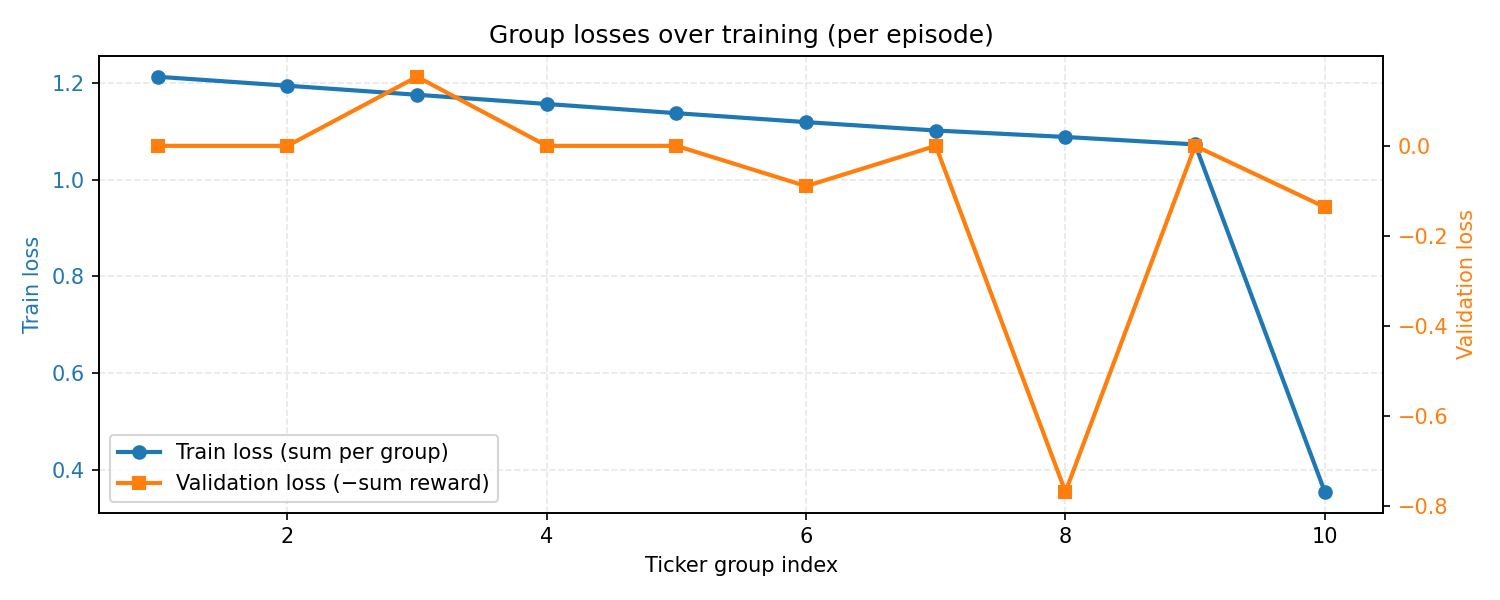 Group losses over training (per episode)
1.2
1.0
0.8
0.6
0.4
Train loss
0.0
−0.2
−0.4
−0.6
−0.8
Validation loss
Train loss (sum per group)
Validation loss (−sum reward)
2 4 6 8 10
Ticker group index